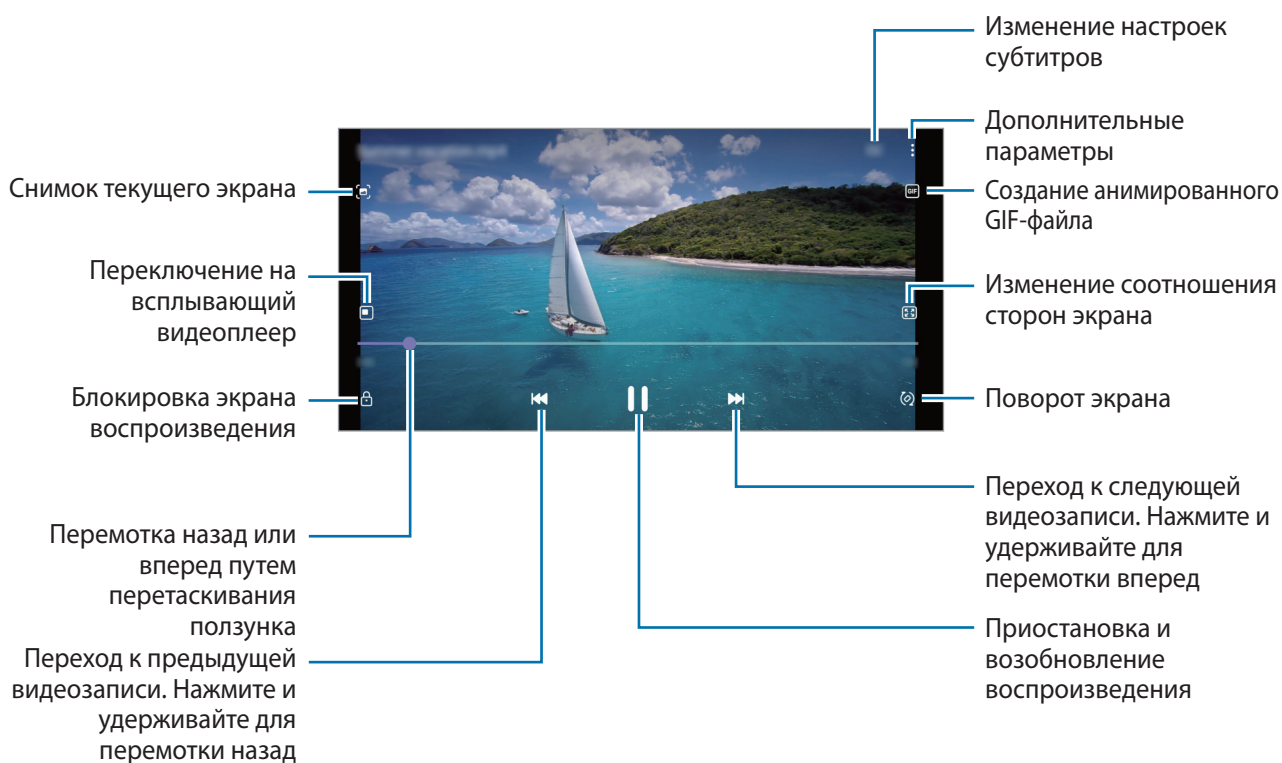 Изменение настроек
субтитров
Дополнительные
параметры
Снимок текущего экрана
GIF
Создание анимированного
GIF-файла
Переключение на
всплывающий
видеоплеер
Изменение соотношения
сторон экрана
Блокировка экрана
воспроизведения
Поворот экрана
Перемотка назад или
вперед путем
перетаскивания
ползунка
Переход к следующей
видеозаписи. Нажмите и
удерживайте для
перемотки вперед
Переход к предыдущей
видеозаписи. Нажмите и
удерживайте для
перемотки назад
Приостановка и
возобновление
воспроизведения